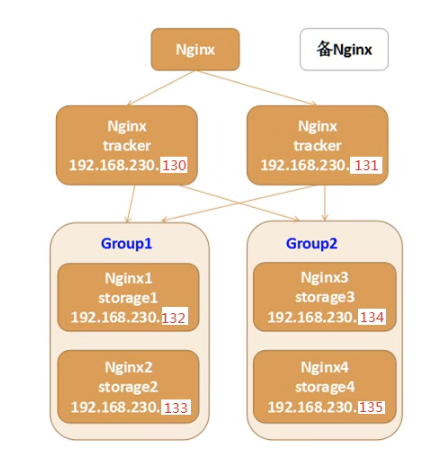 Nginx
备Nginx
Nginx
tracker
192.168.230.130
Nginx
tracker
192.168.230.131
Group1
Nginx1
storage1
192.168.230.132
Nginx2
storage2
192.168.230.133
Group2
Nginx3
storage3
192.168.230.134
Nginx4
storage4
192.168.230.135